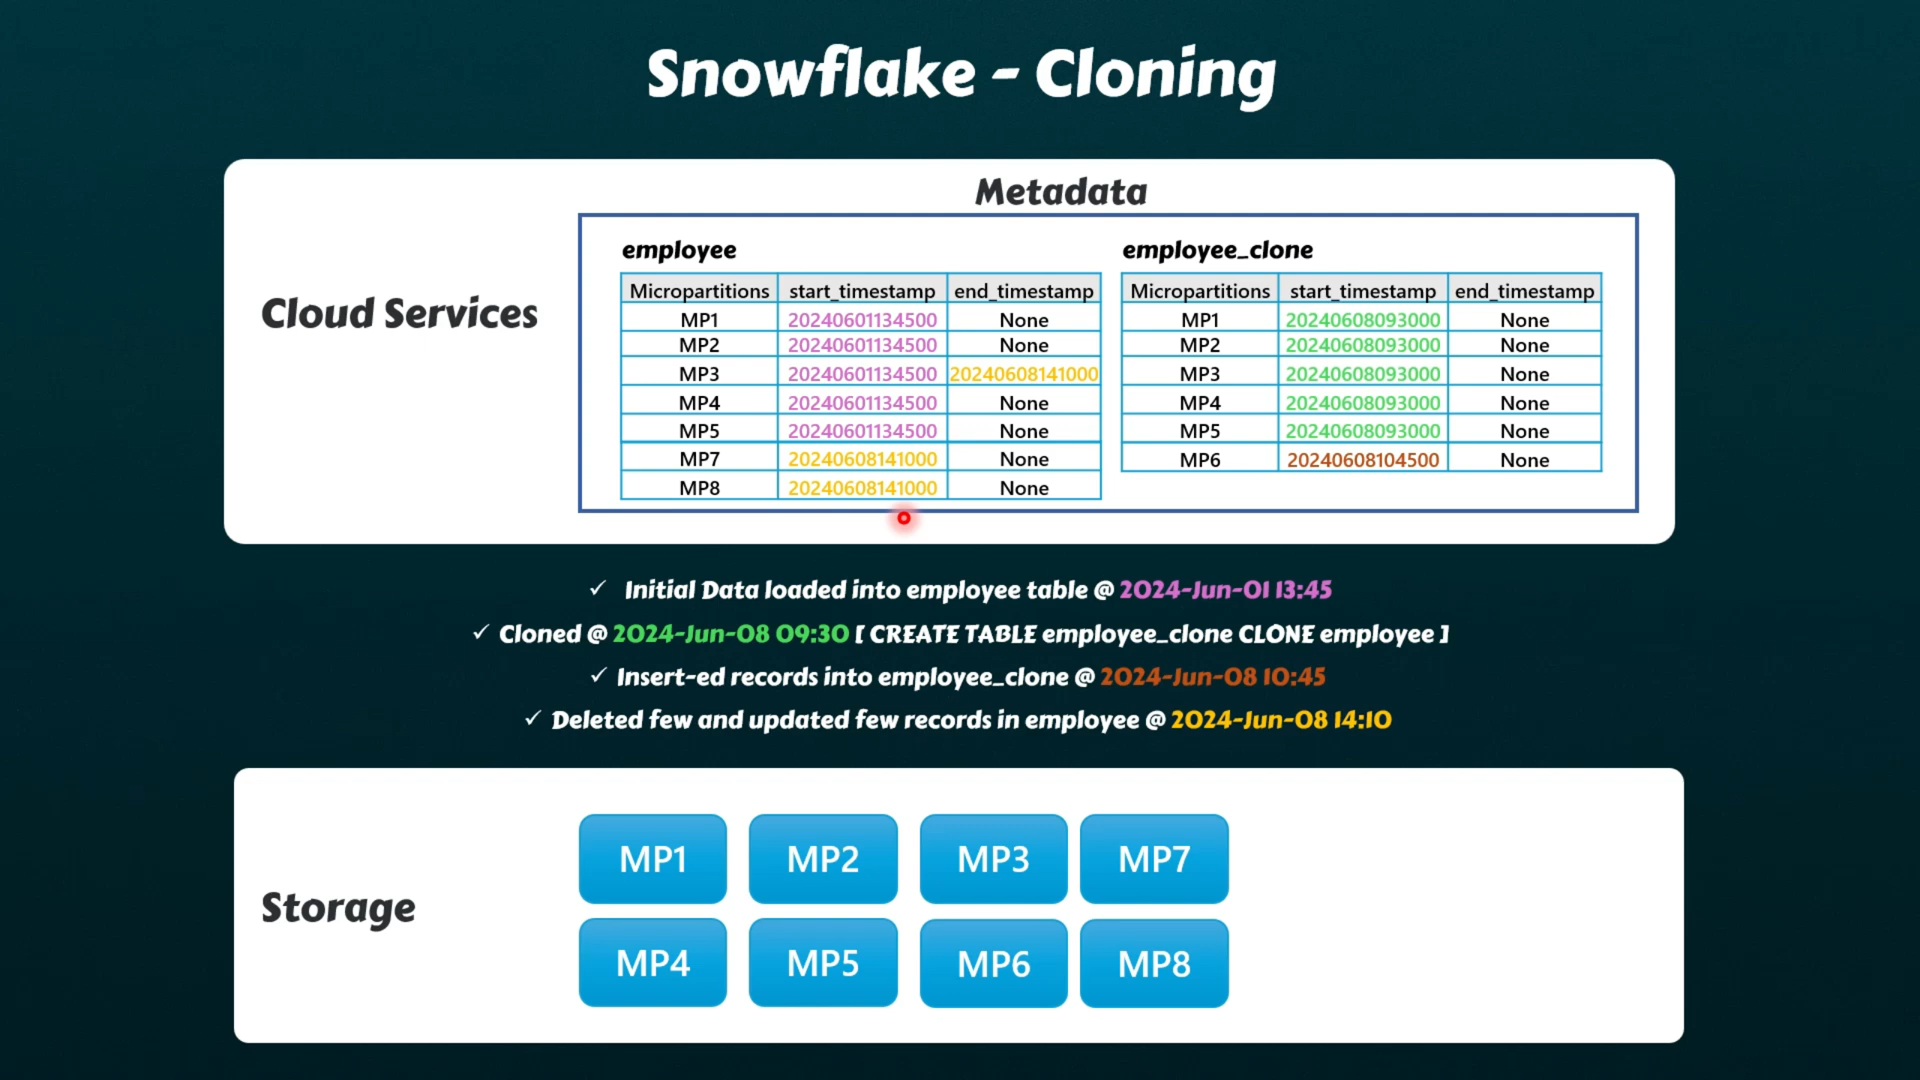 Snowflake - Cloning
Metadata
Cloud Services
employee
Micropartitions start_timestamp end_timestamp
MP1 20240601134500 None
MP2 20240601134500 None
MP3 20240601134500 20240608141000
MP4 20240601134500 None
MP5 20240601134500 None
MP7 20240608141000 None
MP8 20240608141000 None
employee_clone
Micropartitions start_timestamp end_timestamp
MP1 20240608093000 None
MP2 20240608093000 None
MP3 20240608093000 None
MP4 20240608093000 None
MP5 20240608093000 None
MP6 20240608104500 None
✓ Initial Data loaded into employee table @ 2024-Jun-01 13:45
✓ Cloned @ 2024-Jun-08 09:30 [ CREATE TABLE employee_clone CLONE employee ]
✓ Insert-ed records into employee_clone @ 2024-Jun-08 10:45
✓ Deleted few and updated few records in employee @ 2024-Jun-08 14:10
Storage
MP1 MP2 MP3 MP7
MP4 MP5 MP6 MP8